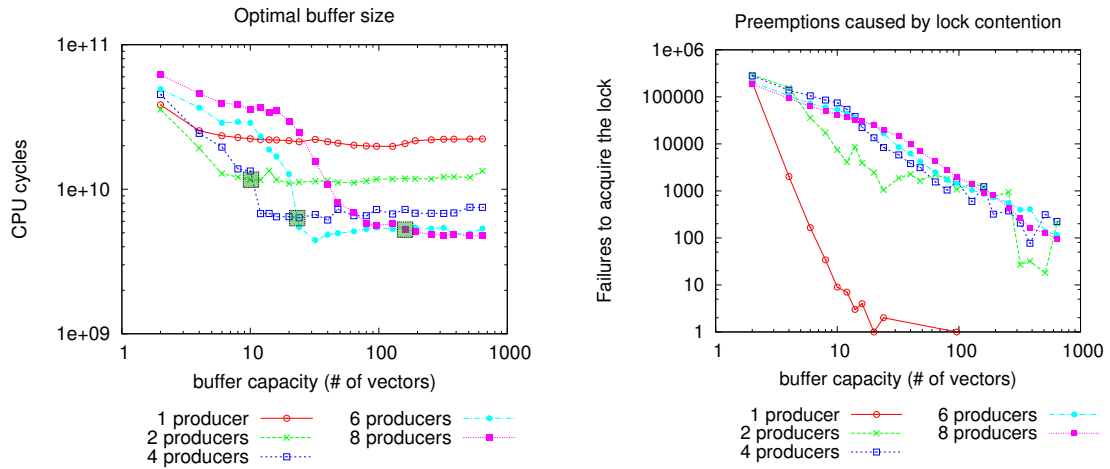 Optimal buffer size
1e+11
1e+10
1e+09
CPU cycles
1
10
100
1000
buffer capacity (# of vectors)
1 producer
2 producers
4 producers
6 producers
8 producers
Preemptions caused by lock contention
1e+06
100000
10000
1000
100
10
1
Failures to acquire the lock
1
10
100
1000
buffer capacity (# of vectors)
1 producer
2 producers
4 producers
6 producers
8 producers